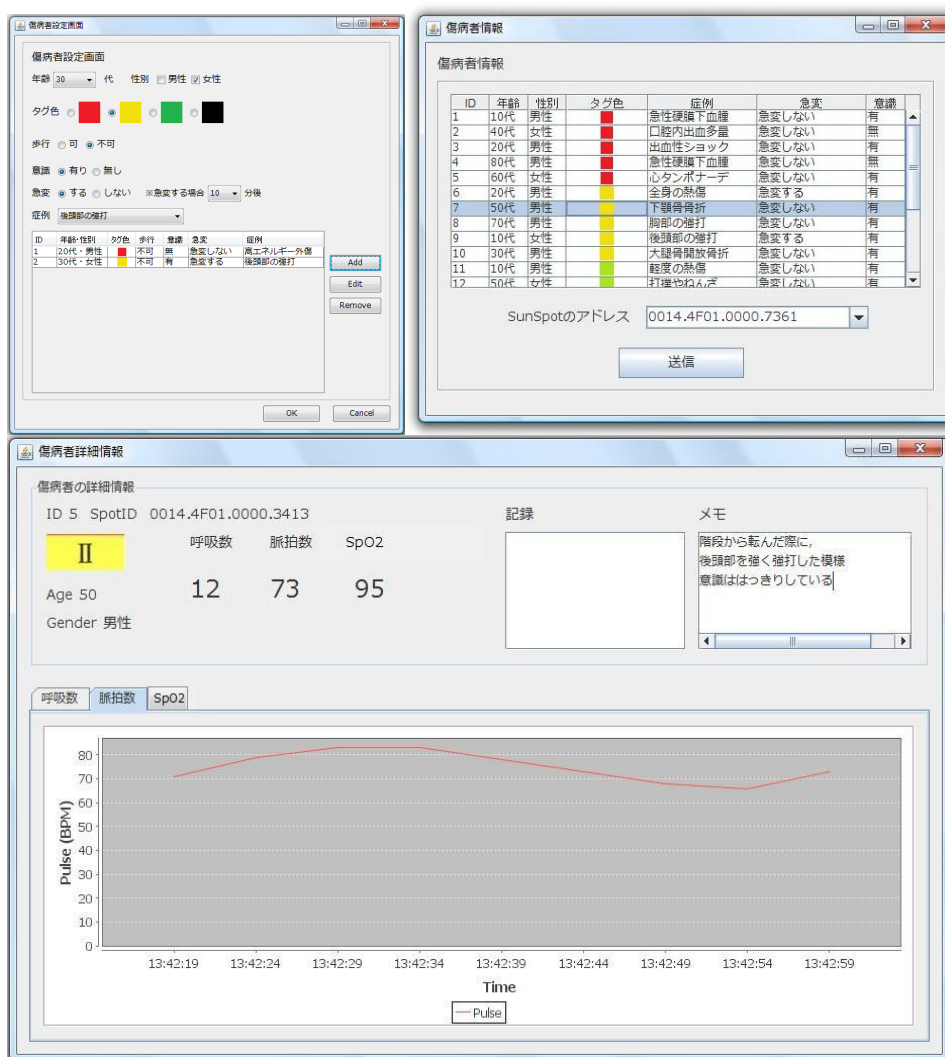 傷病者設定画面
傷病者設定画面
年齢 30 代 性別 男性 女性
タグ色
歩行 可 不可
意識 有り 無し
急変 する しない ※急変する場合 10 分後
症例 後頭部の強打
ID 年齢・性別 タグ色 歩行 意識 急変 症例
1 20代・男性 不可 無 急変しない 高エネルギー外傷
2 30代・女性 不可 有 急変する 後頭部の強打
Add
Edit
Remove
OK Cancel
傷病者情報
傷病者情報
ID 年齢 性別 タグ色 症例 急変 意識
1 10代 男性 急性硬膜下血腫 急変しない 有
2 40代 女性 口腔内出血多量 急変しない 無
3 20代 男性 出血性ショック 急変しない 有
4 80代 男性 急性硬膜下血腫 急変しない 無
5 60代 女性 心タンポナーデ 急変しない 有
6 20代 男性 全身の熱傷 急変する 有
7 50代 男性 下顎骨骨折 急変しない 有
8 70代 男性 胸部の強打 急変しない 有
9 10代 女性 後頭部の強打 急変する 有
10 30代 男性 大腿骨開放骨折 急変しない 有
11 10代 男性 軽度の熱傷 急変しない 有
12 50代 女性 打撲やねんざ 急変しない 有
SunSpotのアドレス 0014.4F01.0000.7361
送信
傷病者詳細情報
傷病者の詳細情報
ID 5 SpotID 0014.4F01.0000.3413
II
呼吸数 脈拍数 SpO2
12 73 95
Age 50
Gender 男性
記録
メモ
階段から転んだ際に,
後頭部を強く強打した模様
意識ははっきりしている
呼吸数 脈拍数 SpO2
80
70
60
50
40
30
20
10
0
Pulse (BPM)
13:42:19 13:42:24 13:42:29 13:42:34 13:42:39 13:42:44 13:42:49 13:42:54 13:42:59
Time
Pulse